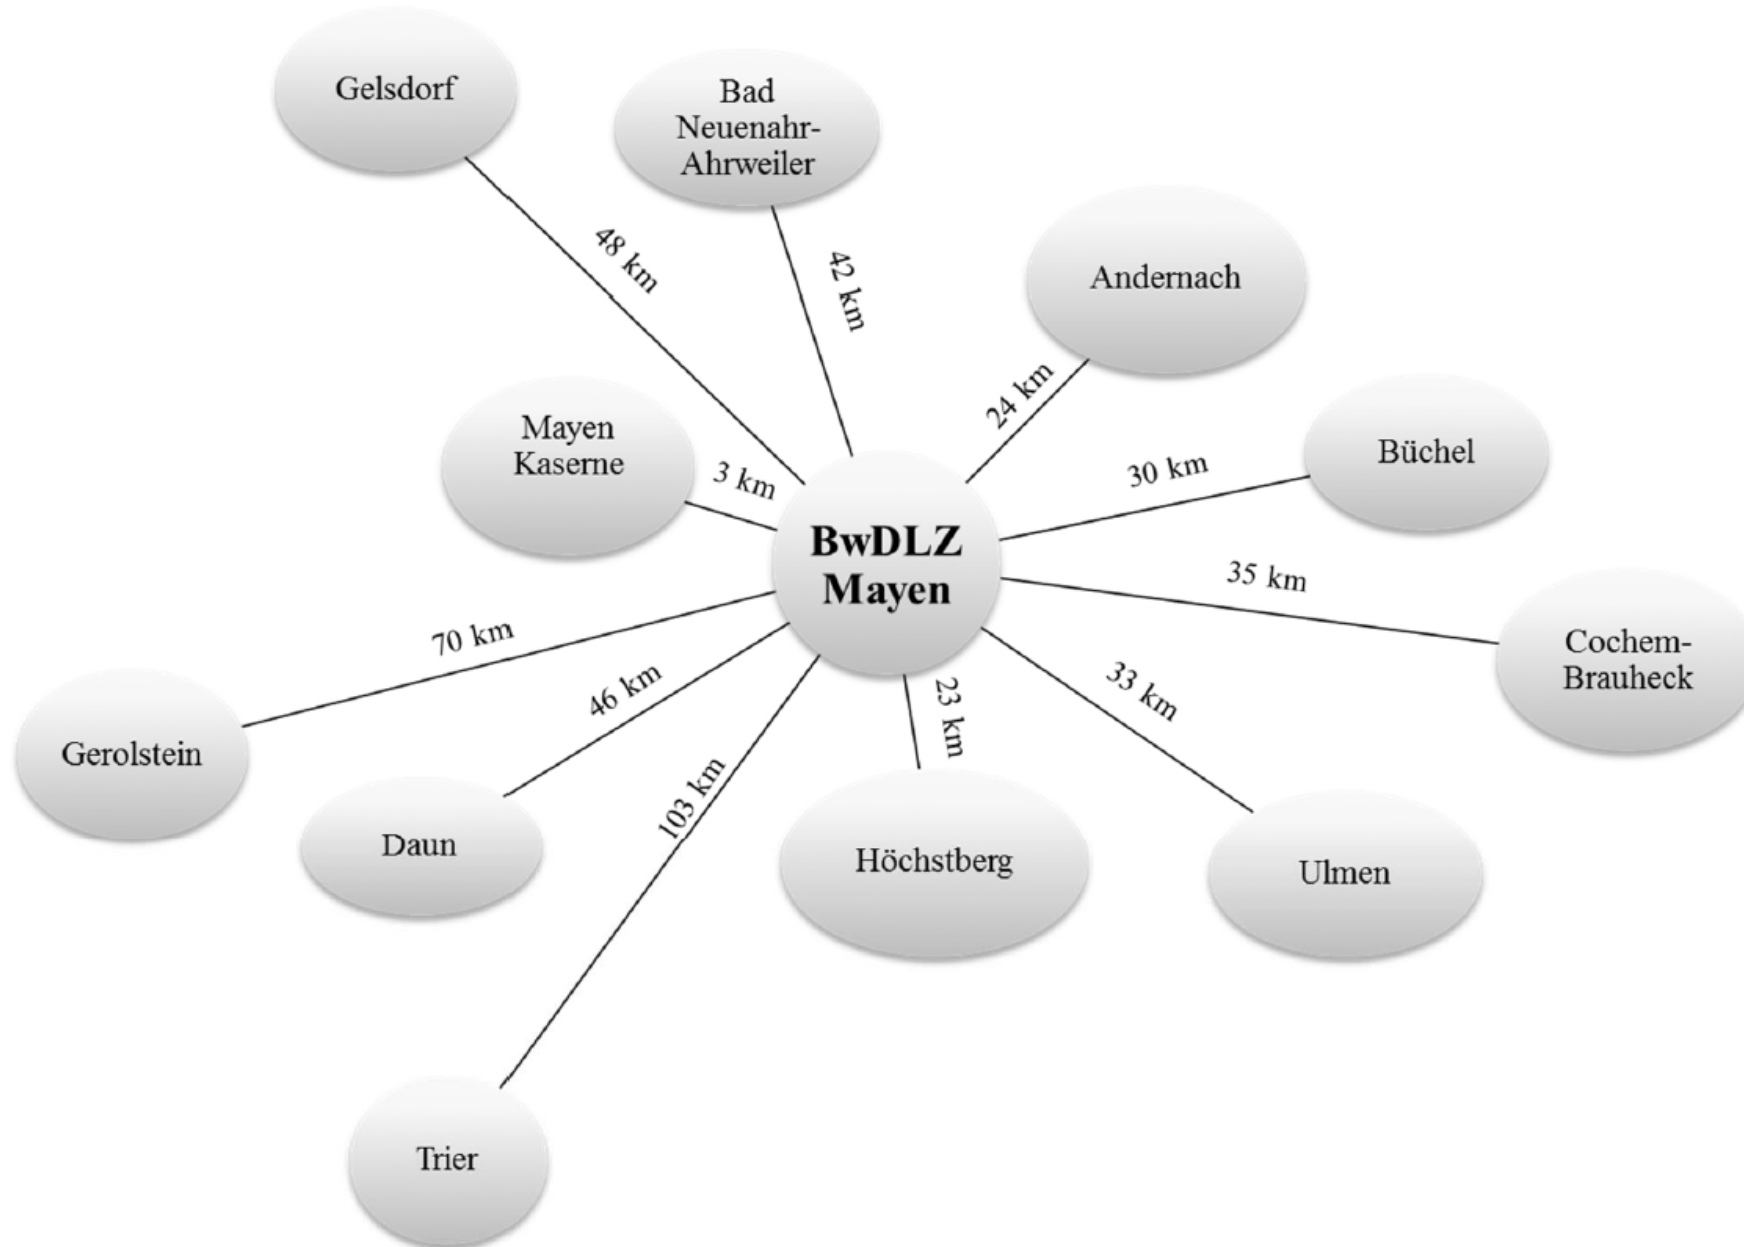 Gelsdorf
Bad
Neuenahr-
Ahrweiler
48 km
42 km
Andernach
24 km
Mayen
Kaserne
3 km
30 km
Büchel
BwDLZ
Mayen
35 km
Cochem-
Brauheck
70 km
46 km
23 km
33 km
Gerolstein
103 km
Daun
Höchstberg
Ulmen
Trier